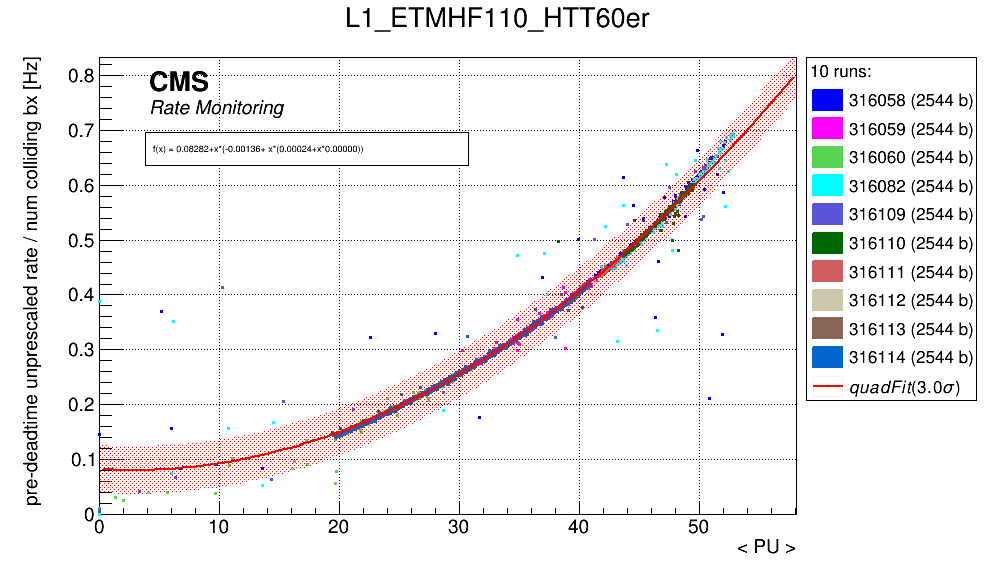 L1_ETMHF110_HTT60er
pre-deadtime unprescaled rate / num colliding bx [Hz]
CMS
Rate Monitoring
f(x) = 0.08282+x*(-0.00136+ x*(0.00024+x*0.00000))
0.8
0.7
0.6
0.5
0.4
0.3
0.2
0.1
0
0 10 20 30 40 50
< PU >
10 runs:
316058 (2544 b)
316059 (2544 b)
316060 (2544 b)
316082 (2544 b)
316109 (2544 b)
316110 (2544 b)
316111 (2544 b)
316112 (2544 b)
316113 (2544 b)
316114 (2544 b)
quadFit(3.0σ)